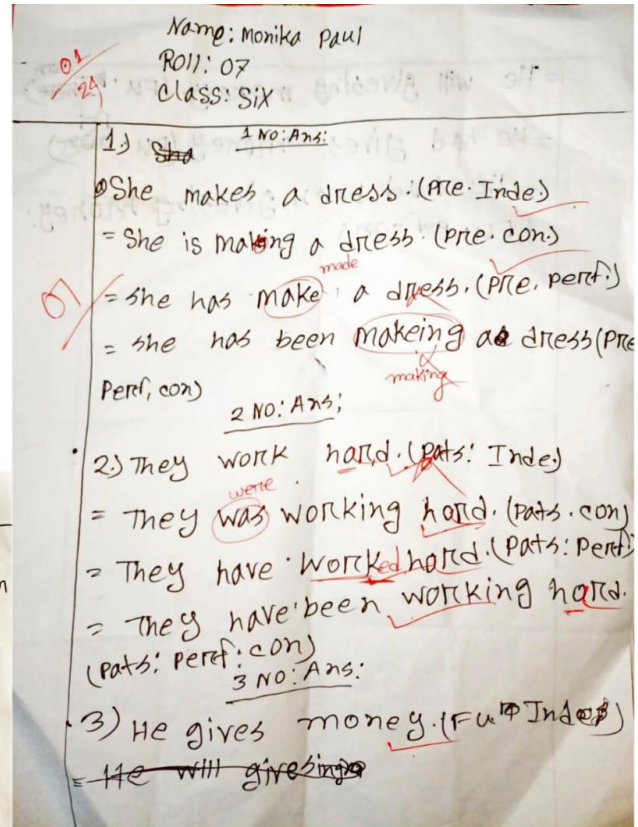 Name: Monika Paul
Roll: 07
Class: Six
01
24
1 No: Ans:
1.)
She makes a dress. (Pre. Inde)
= She is making a dress. (Pre. con:)
made
07
= she has make a dress. (Pre. perf:)
= she has been makeing a dress (Pre
making
Perf, con)
2 No: Ans;
2.) They work hard. (Pats: Inde.)
were
= They was working hard. (Pats. con)
= They have worked hard. (Pats: Perf:)
= They have been working hard.
(Pats: Perf: con)
3 No: Ans:
3) He gives money. (Fu Inde)